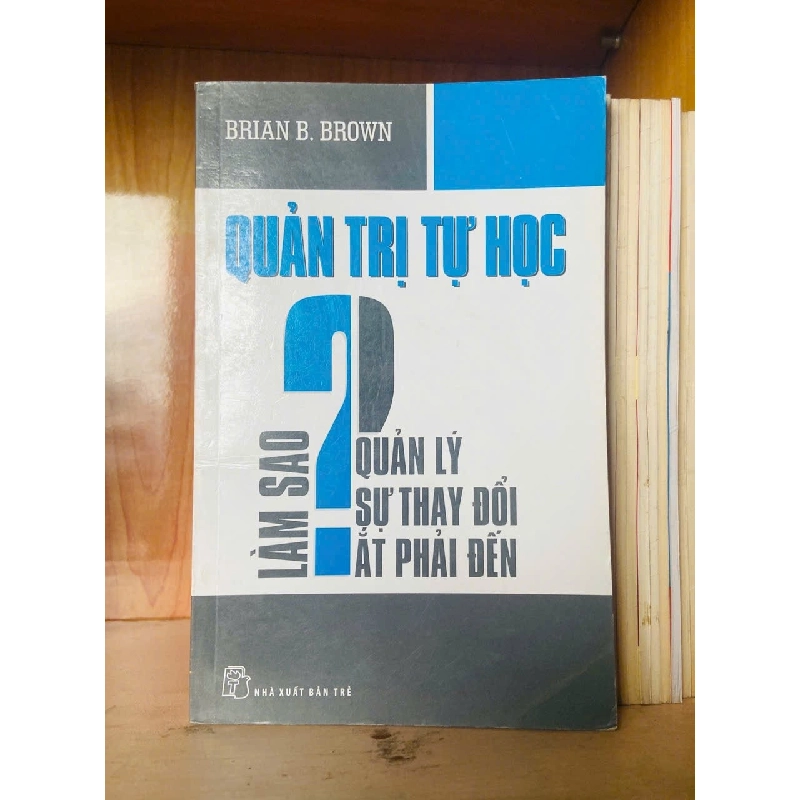 BRIAN B. BROWN
QUẢN TRỊ TỰ HỌC
LÀM SAO
?
QUẢN LÝ
SỰ THAY ĐỔI
ẮT PHẢI ĐẾN
NHÀ XUẤT BẢN TRẺ